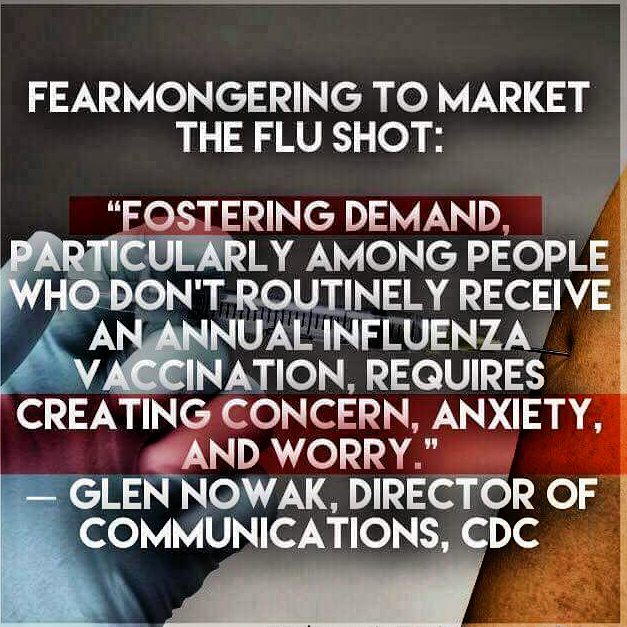 FEARMONGERING TO MARKET
THE FLU SHOT:
"FOSTERING DEMAND,
PARTICULARLY AMONG PEOPLE
WHO DON'T ROUTINELY RECEIVE
AN ANNUAL INFLUENZA
VACCINATION, REQUIRES
CREATING CONCERN, ANXIETY,
AND WORRY."
— GLEN NOWAK, DIRECTOR OF
COMMUNICATIONS, CDC